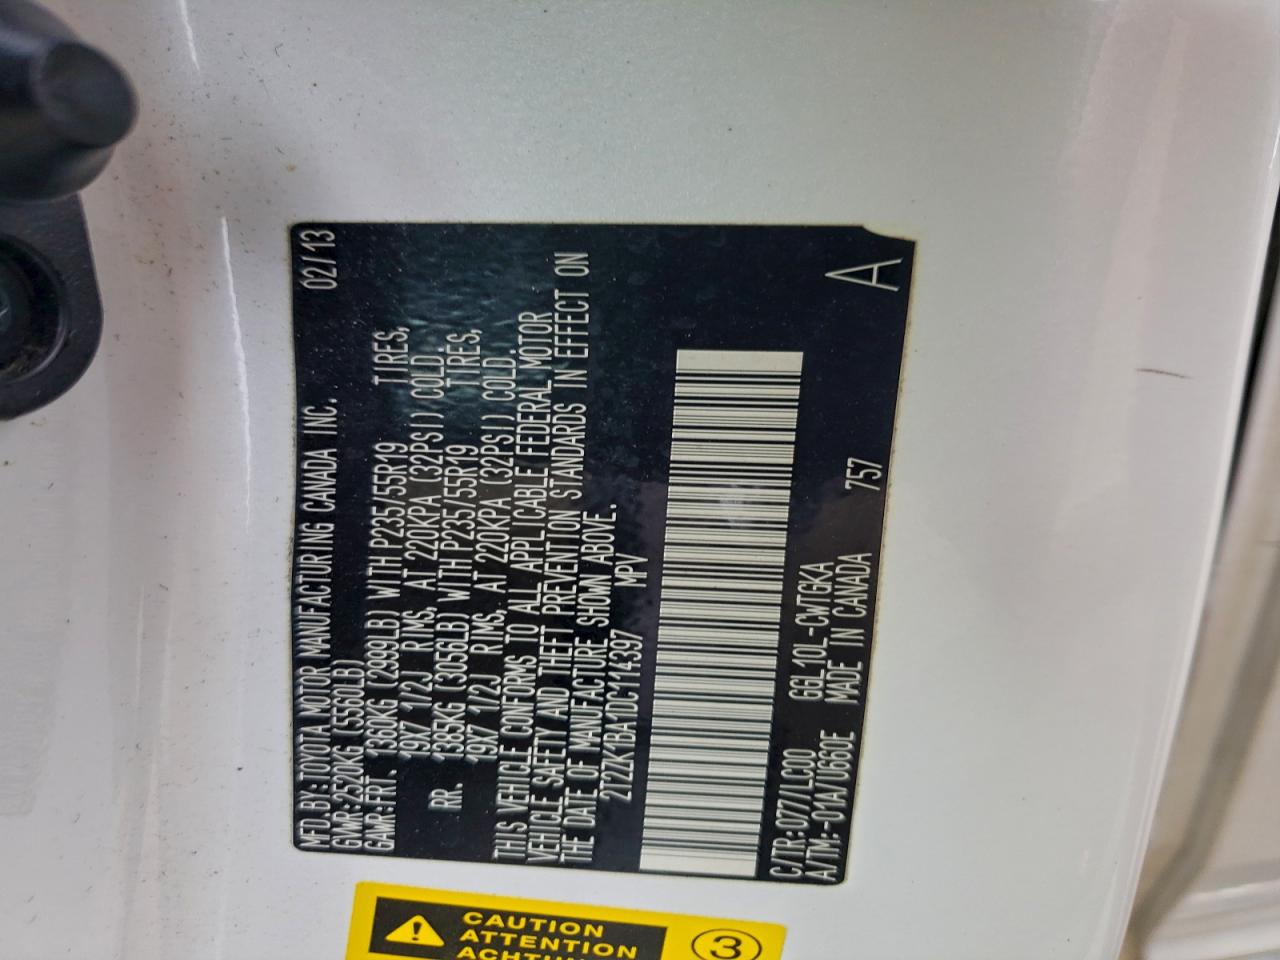 MFD.BY:TOYOTA MOTOR MANUFACTURING CANADA INC. 02/13
GVWR:2520KG (5560LB)
GAWR:FRT. 1360KG (2999LB) WITH P235/55R19 TIRES,
19X7 1/2J RIMS, AT 220KPA (32PSI) COLD.
RR. 1385KG (3056LB) WITH P235/55R19 TIRES,
19X7 1/2J RIMS, AT 220KPA (32PSI) COLD.
THIS VEHICLE CONFORMS TO ALL APPLICABLE FEDERAL MOTOR
VEHICLE SAFETY AND THEFT PREVENTION STANDARDS IN EFFECT ON
THE DATE OF MANUFACTURE SHOWN ABOVE.
2T2ZK1BA1DC114397 MPV
C/TR:077/LC00 GGL10L-CWTGKA
A/TM:-01A/U660E MADE IN CANADA 757 A
CAUTION
ATTENTION
ACHTUNG
3